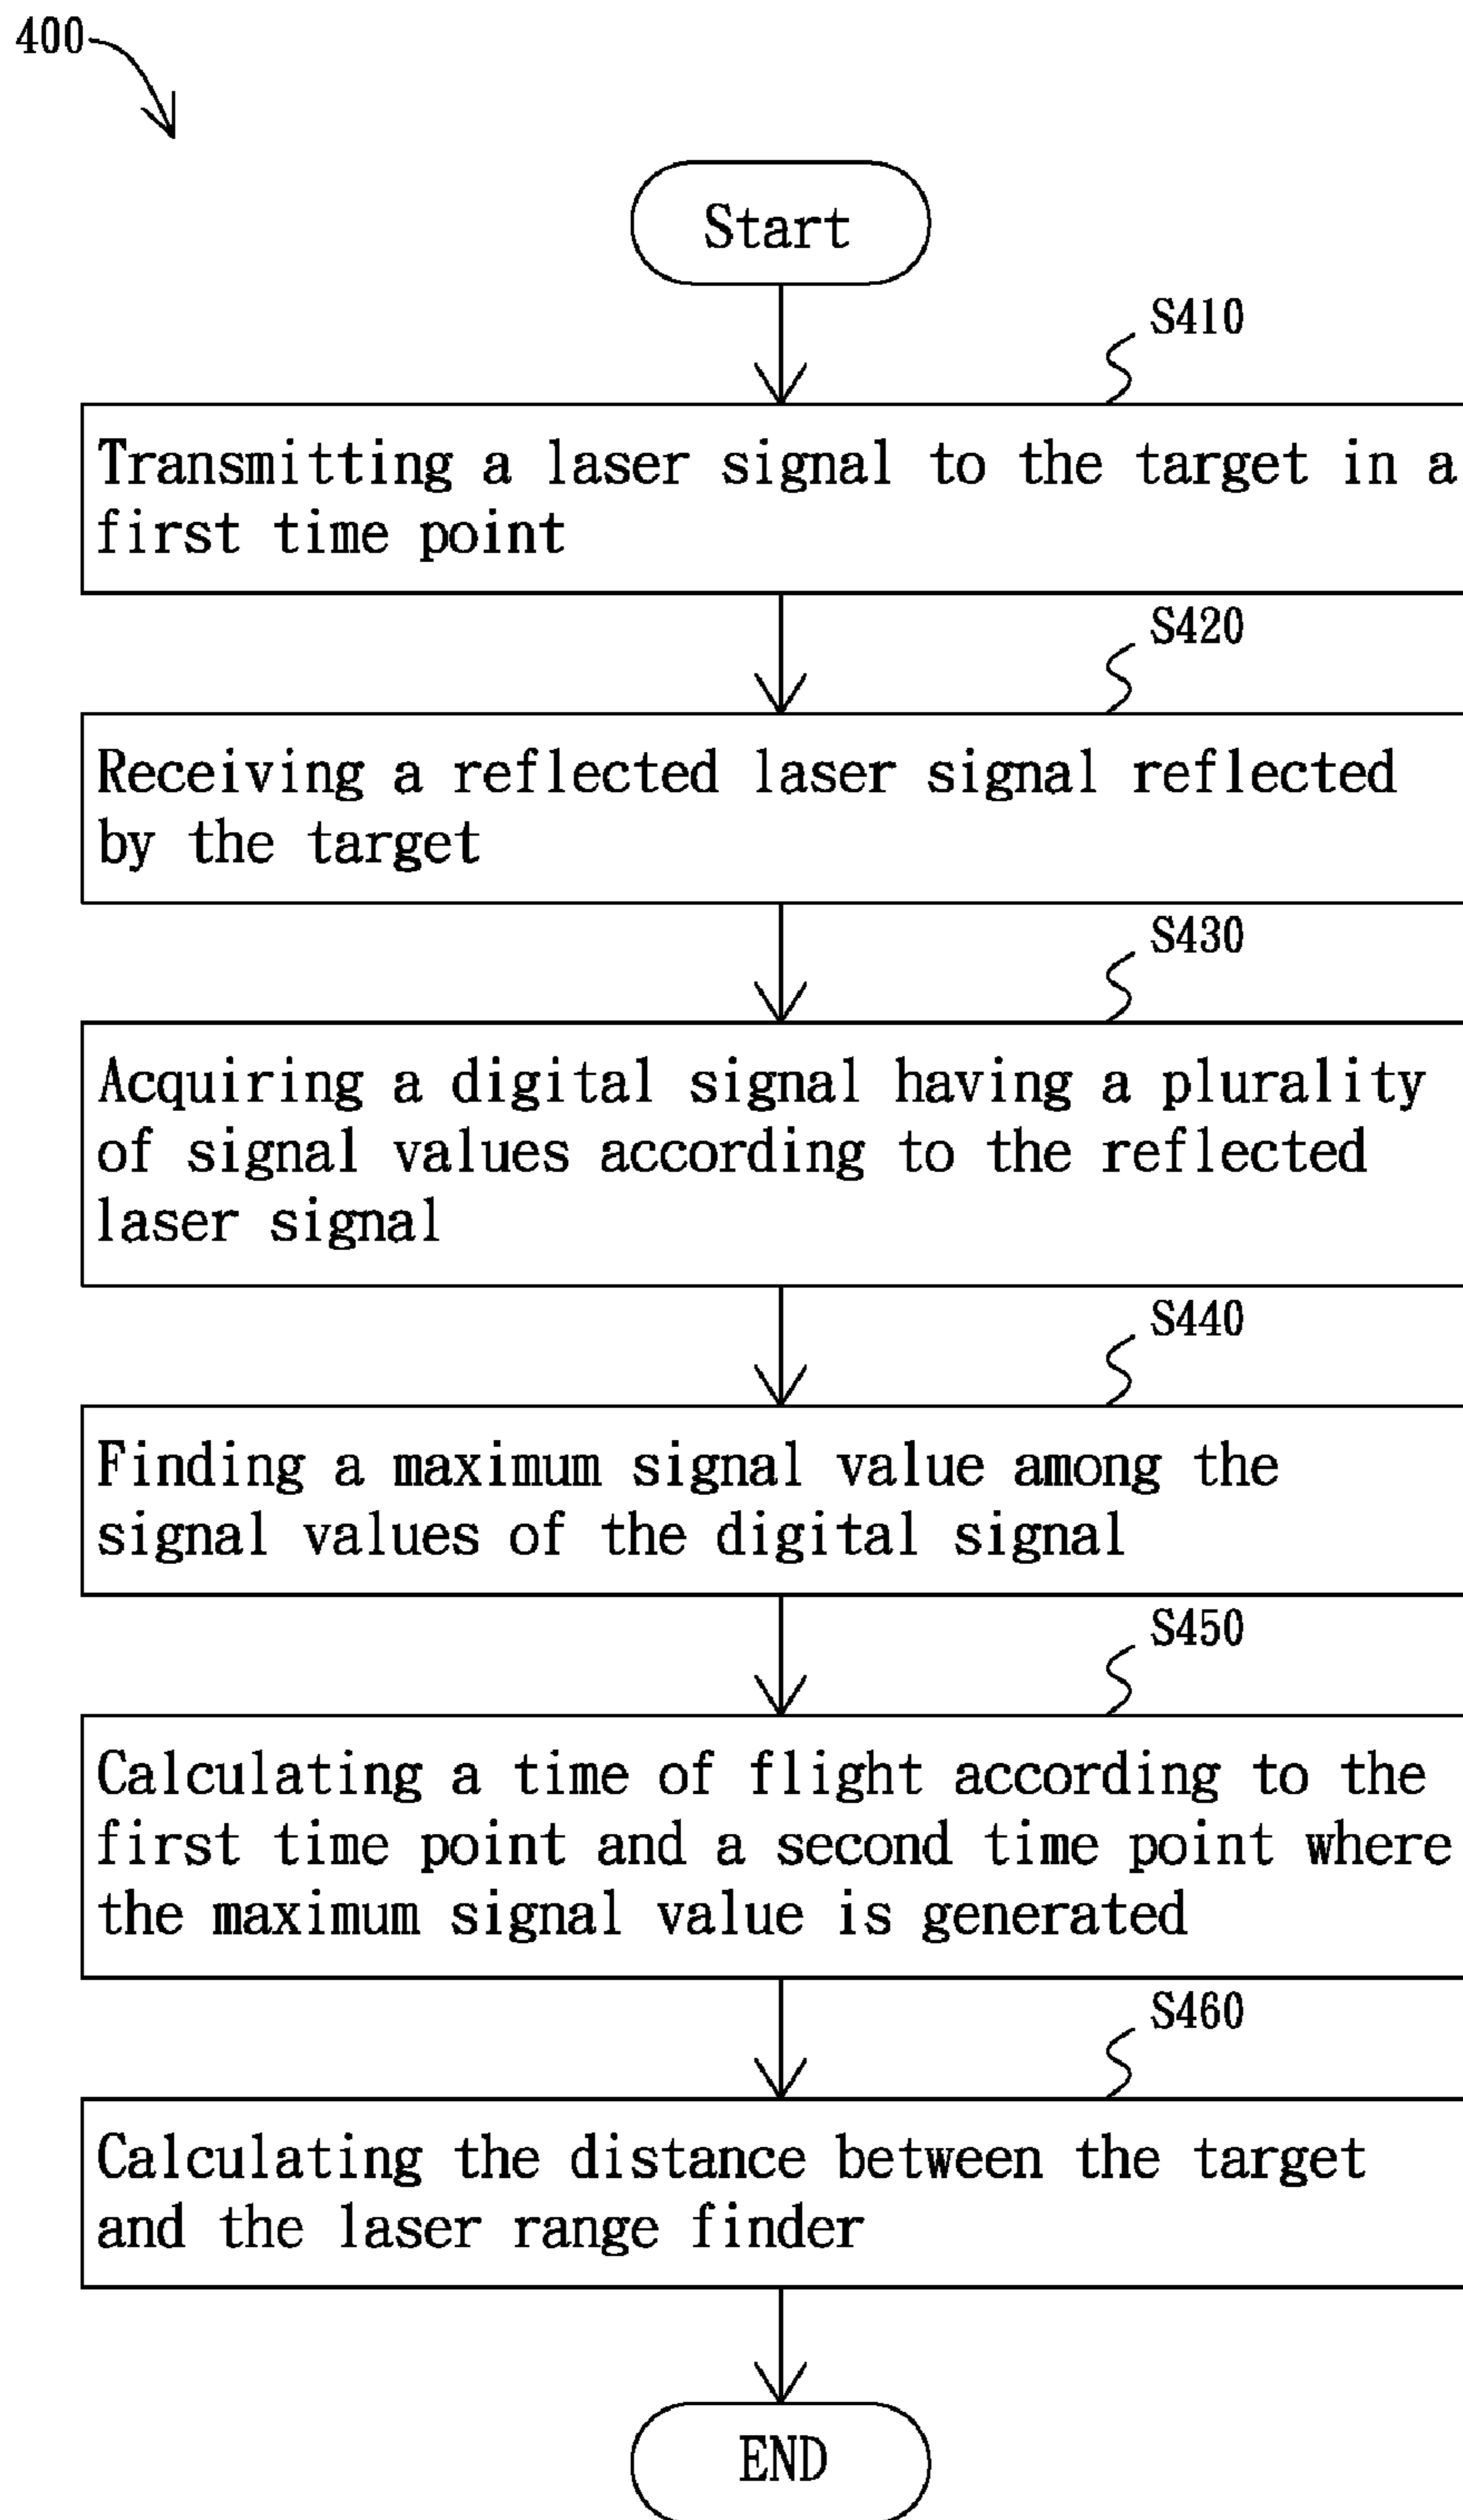 400
Start
S410
Transmitting a laser signal to the target in a
first time point
S420
Receiving a reflected laser signal reflected
by the target
S430
Acquiring a digital signal having a plurality
of signal values according to the reflected
laser signal
S440
Finding a maximum signal value among the
signal values of the digital signal
S450
Calculating a time of flight according to the
first time point and a second time point where
the maximum signal value is generated
S460
Calculating the distance between the target
and the laser range finder
END